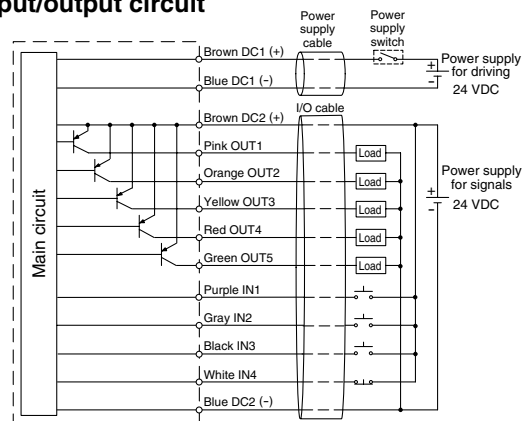 put/output circuit
Power
supply
cable
Power
supply
switch
Brown DC1 (+)
Blue DC1 (-)
+
-
Power supply
for driving
24 VDC
Brown DC2 (+)
I/O cable
Pink OUT1
Load
Orange OUT2
Load
Yellow OUT3
Load
Red OUT4
Load
Green OUT5
Load
+
-
Power supply
for signals
24 VDC
Main circuit
Purple IN1
Gray IN2
Black IN3
White IN4
Blue DC2 (-)